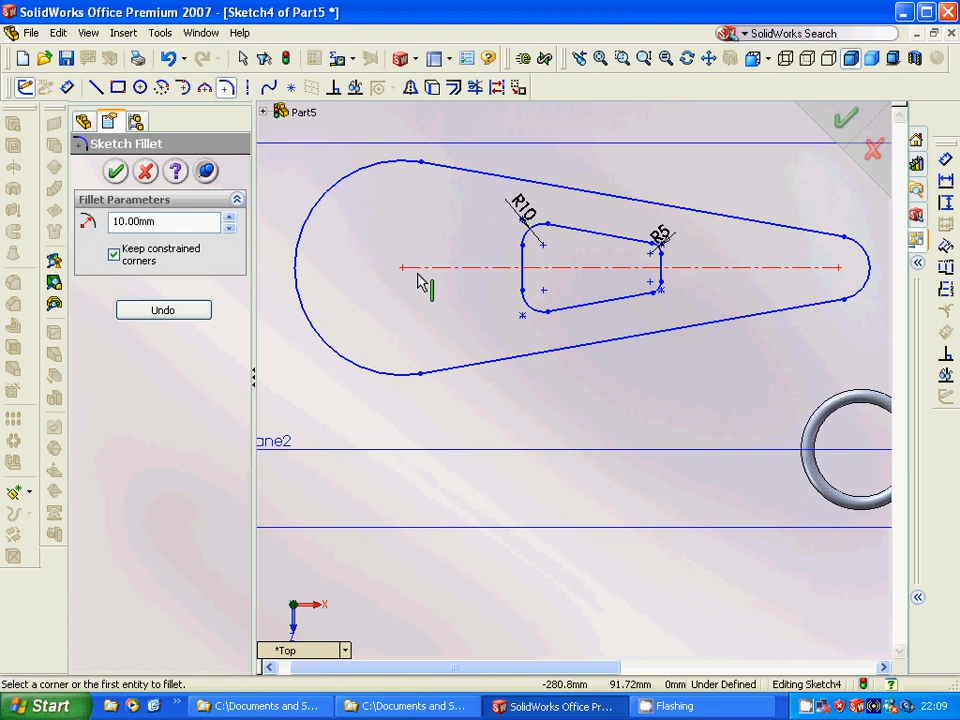 SolidWorks Office Premium 2007 - [Sketch4 of Part5 *]
File Edit View Insert Tools Window Help
SolidWorks Search
Part5
Sketch Fillet
Fillet Parameters
10.00mm
Keep constrained
corners
Undo
R10
R5
ane2
X
Z
*Top
Select a corner or the first entity to fillet.
-280.8mm 91.72mm 0mm Under Defined Editing Sketch4
Start
C:\Documents and S...
C:\Documents and S...
SolidWorks Office Pr...
Flashing
22:09